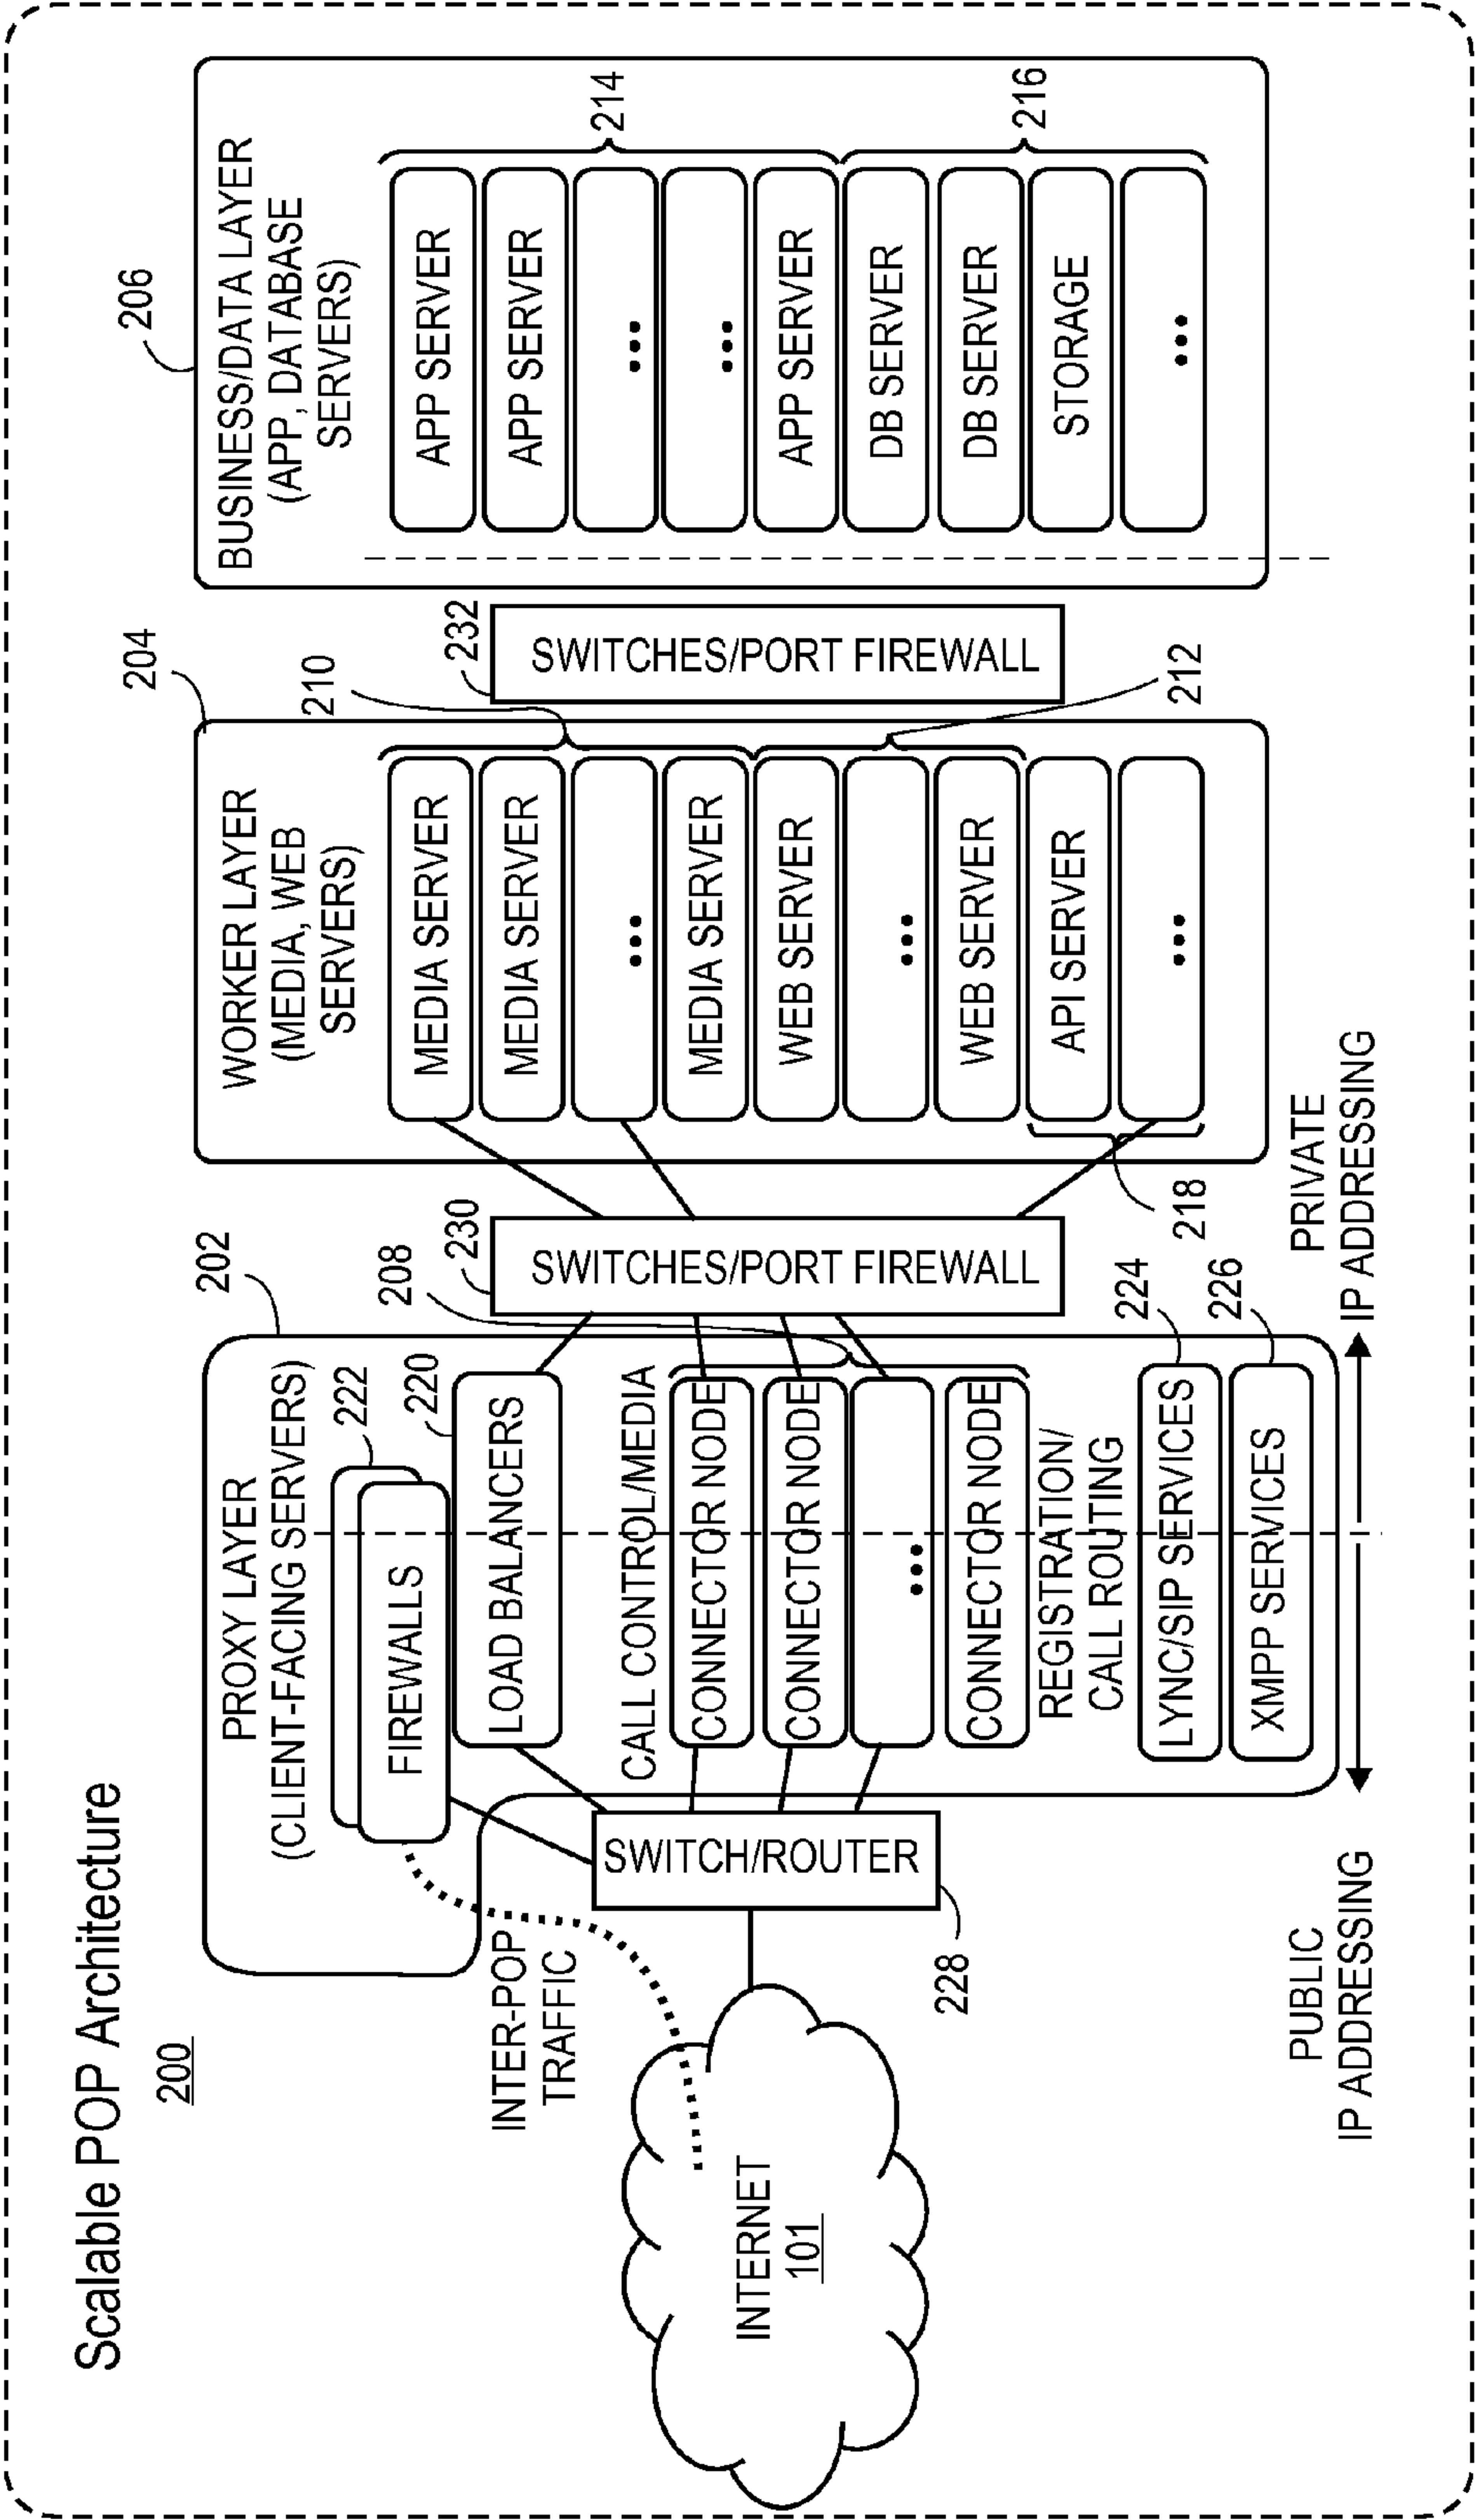 Scalable POP Architecture
200
INTERNET
101
INTER-POP
TRAFFIC
SWITCH/ROUTER
228
202
PROXY LAYER
(CLIENT-FACING SERVERS)
222
FIREWALLS
220
LOAD BALANCERS
CALL CONTROL/MEDIA
208
CONNECTOR NODE
CONNECTOR NODE
...
CONNECTOR NODE
REGISTRATION/
CALL ROUTING
LYNC/SIP SERVICES
224
XMPP SERVICES
226
PUBLIC
IP ADDRESSING
PRIVATE
IP ADDRESSING
230
SWITCHES/PORT FIREWALL
204
WORKER LAYER
(MEDIA, WEB
SERVERS)
210
MEDIA SERVER
MEDIA SERVER
...
MEDIA SERVER
WEB SERVER
...
WEB SERVER
212
API SERVER
...
218
232
SWITCHES/PORT FIREWALL
206
BUSINESS/DATA LAYER
(APP, DATABASE
SERVERS)
APP SERVER
APP SERVER
...
...
APP SERVER
214
DB SERVER
DB SERVER
STORAGE
...
216